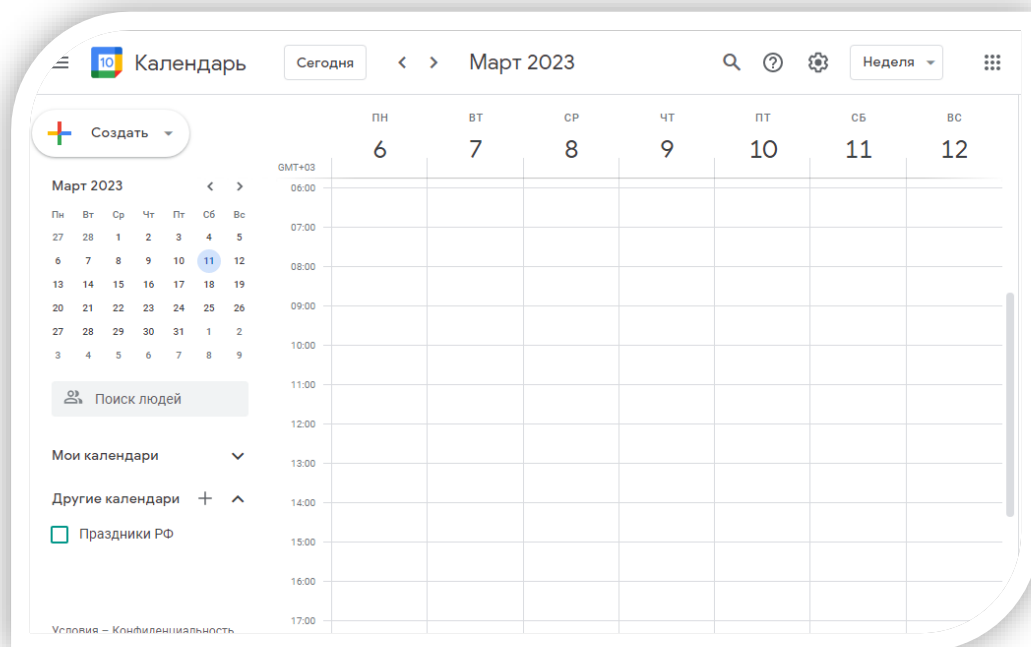 10 Календарь Сегодня Март 2023 Неделя
Создать
ПН ВТ СР ЧТ ПТ СБ ВС
6 7 8 9 10 11 12
GMT+03
Март 2023
Пн Вт Ср Чт Пт Сб Вс
27 28 1 2 3 4 5
6 7 8 9 10 11 12
13 14 15 16 17 18 19
20 21 22 23 24 25 26
27 28 29 30 31 1 2
3 4 5 6 7 8 9
Поиск людей
Мои календари
Другие календари
Праздники РФ
Условия – Конфиденциальность
06:00
07:00
08:00
09:00
10:00
11:00
12:00
13:00
14:00
15:00
16:00
17:00